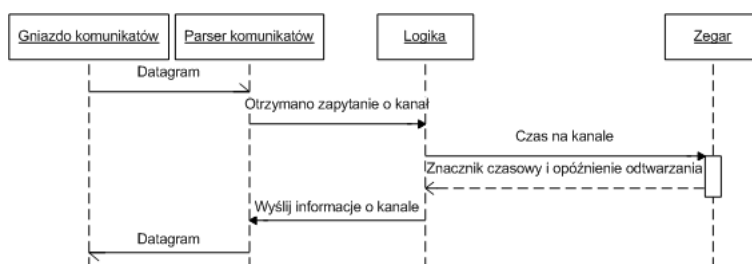 Gniazdo komunikatów
Parser komunikatów
Logika
Zegar
Datagram
Otrzymano zapytanie o kanał
Czas na kanale
Znacznik czasowy i opóźnienie odtwarzania
Wyślij informacje o kanale
Datagram